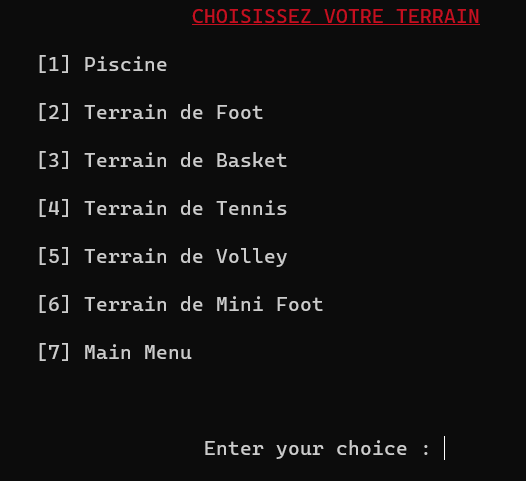 CHOISISSEZ VOTRE TERRAIN
[1] Piscine
[2] Terrain de Foot
[3] Terrain de Basket
[4] Terrain de Tennis
[5] Terrain de Volley
[6] Terrain de Mini Foot
[7] Main Menu
Enter your choice :